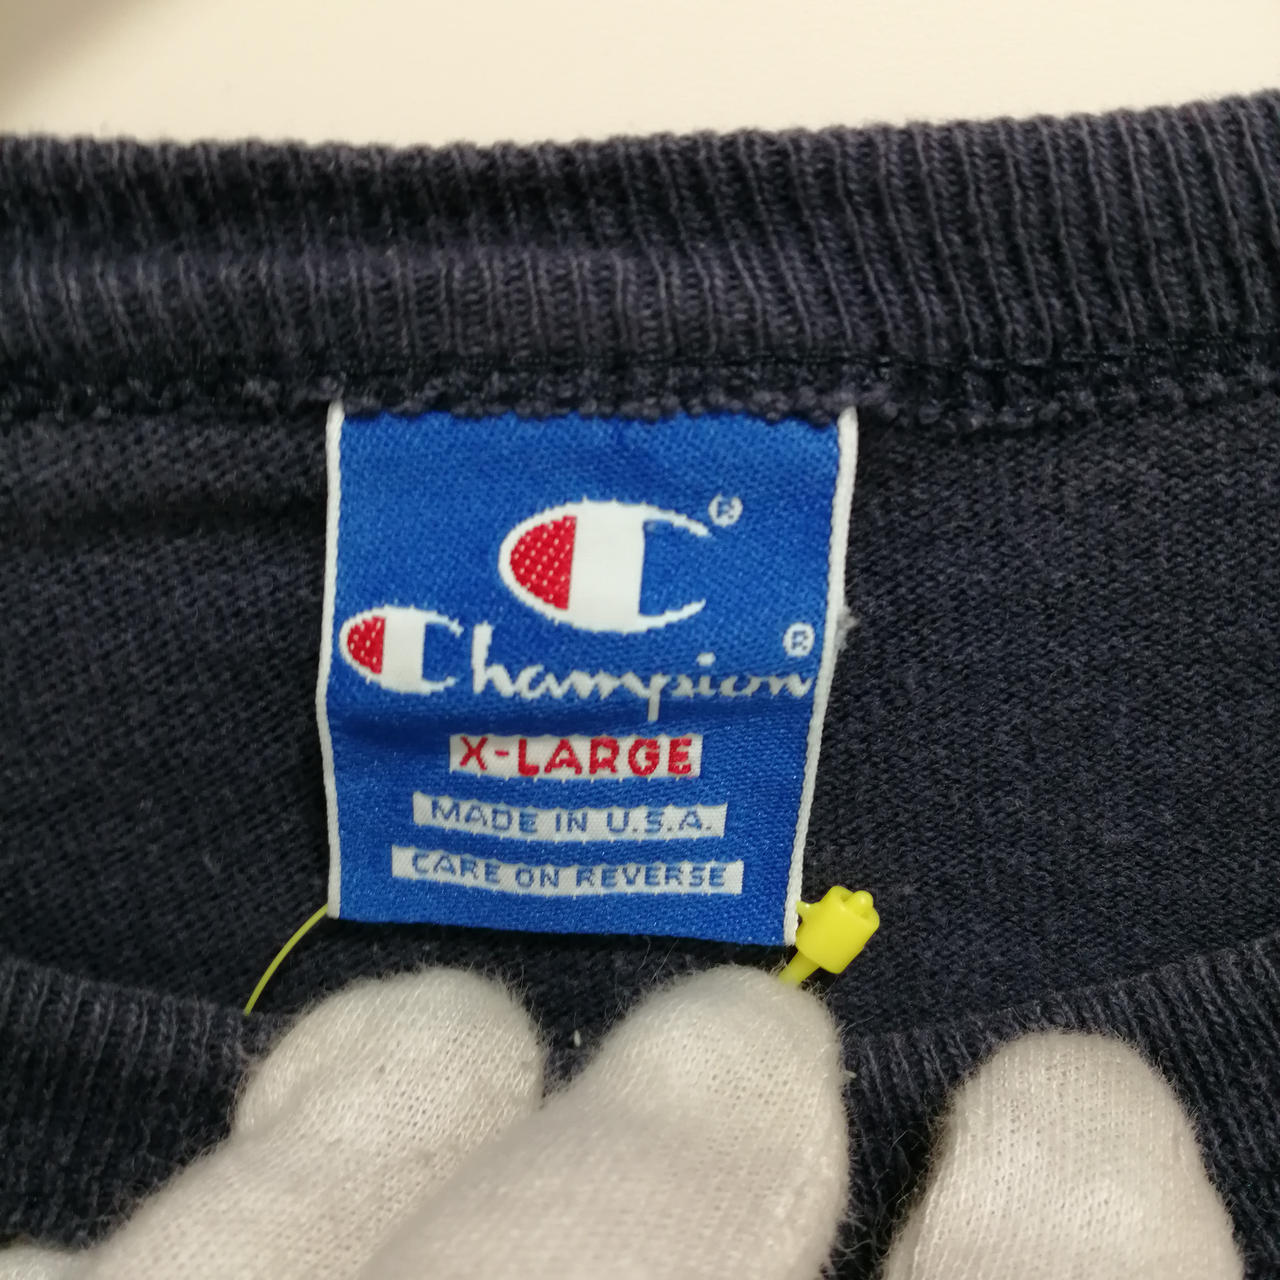 C®
Champion®
X-LARGE
MADE IN U.S.A.
CARE ON REVERSE